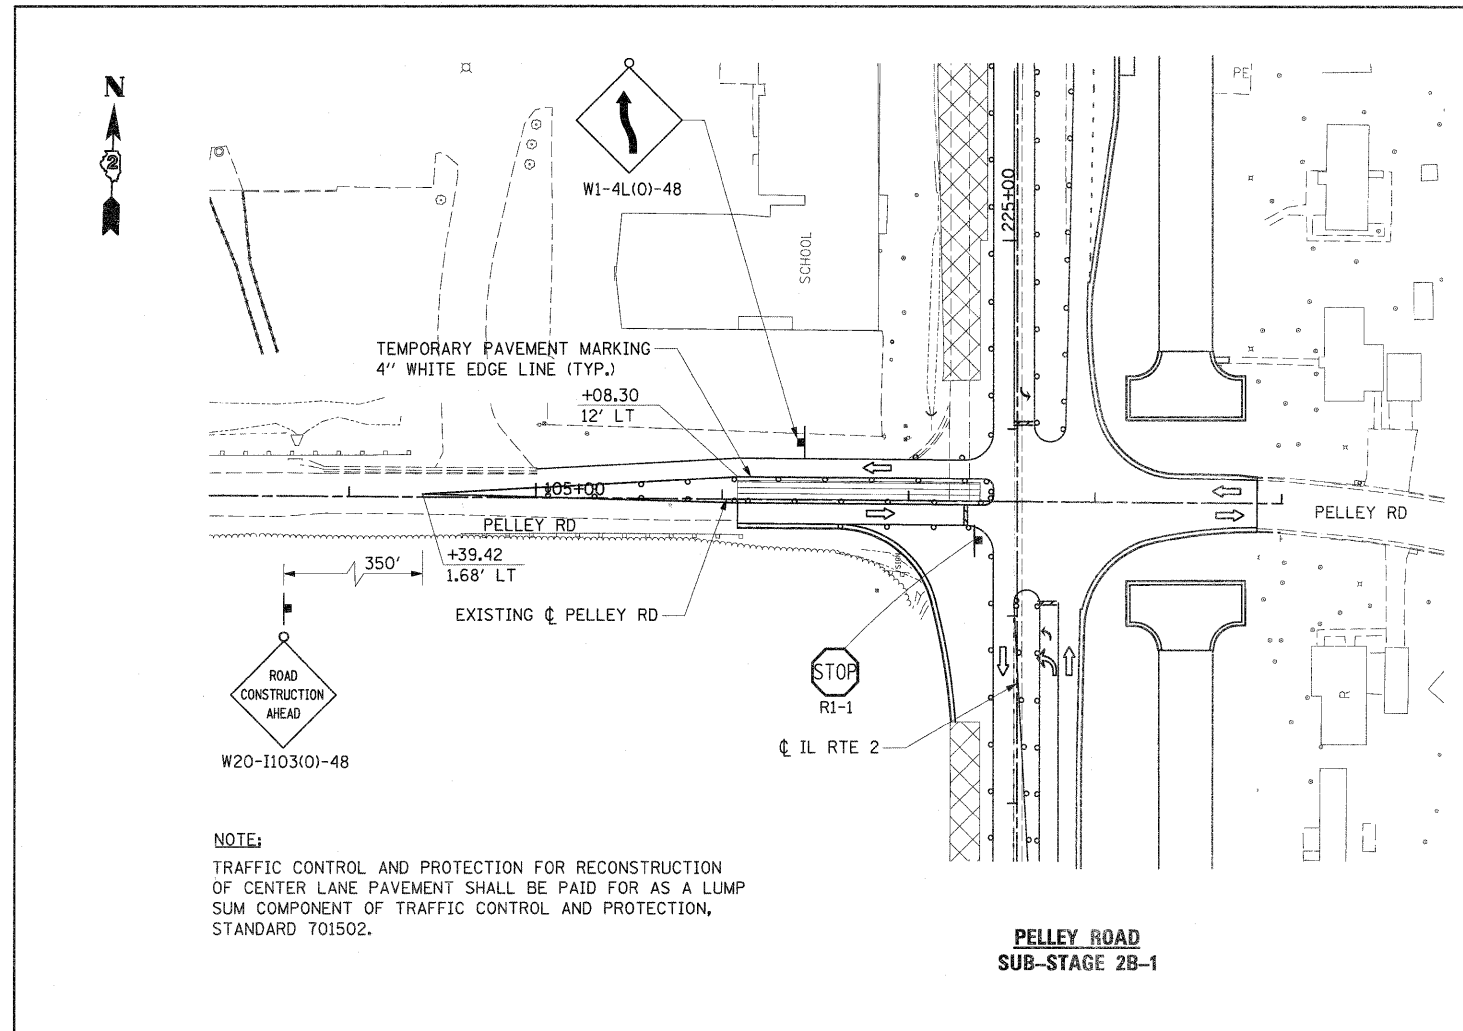 N
2
W1-4L(O)-48
SCHOOL
PE
225+00
TEMPORARY PAVEMENT MARKING
4" WHITE EDGE LINE (TYP.)
+08.30
12' LT
105+00
PELLEY RD
PELLEY RD
+39.42
1.68' LT
350'
EXISTING ℄ PELLEY RD
ROAD
CONSTRUCTION
AHEAD
W20-I103(O)-48
STOP
R1-1
℄ IL RTE 2
R
NOTE:
TRAFFIC CONTROL AND PROTECTION FOR RECONSTRUCTION
OF CENTER LANE PAVEMENT SHALL BE PAID FOR AS A LUMP
SUM COMPONENT OF TRAFFIC CONTROL AND PROTECTION,
STANDARD 701502.
PELLEY ROAD
SUB-STAGE 2B-1